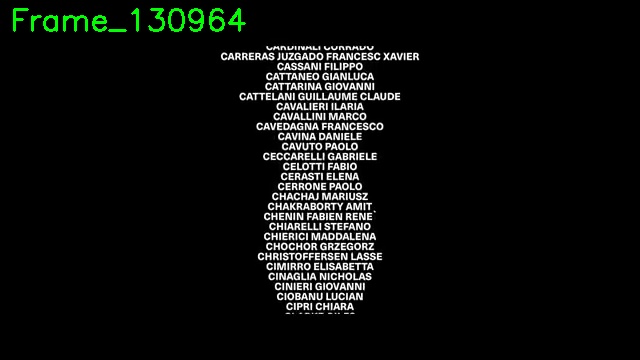 Frame_130964
CARDINALI CORRADO
CARRERAS JUZGADO FRANCESC XAVIER
CASSANI FILIPPO
CATTANEO GIANLUCA
CATTARINA GIOVANNI
CATTELANI GUILLAUME CLAUDE
CAVALIERI ILARIA
CAVALLINI MARCO
CAVEDAGNA FRANCESCO
CAVINA DANIELE
CAVUTO PAOLO
CECCARELLI GABRIELE
CELOTTI FABIO
CERASTI ELENA
CERRONE PAOLO
CHACHAJ MARIUSZ
CHAKRABORTY AMIT
CHENIN FABIEN RENE
CHIARELLI STEFANO
CHIERICI MADDALENA
CHOCHOR GRZEGORZ
CHRISTOFFERSEN LASSE
CIMIRRO ELISABETTA
CINAGLIA NICHOLAS
CINIERI GIOVANNI
CIOBANU LUCIAN
CIPRI CHIARA